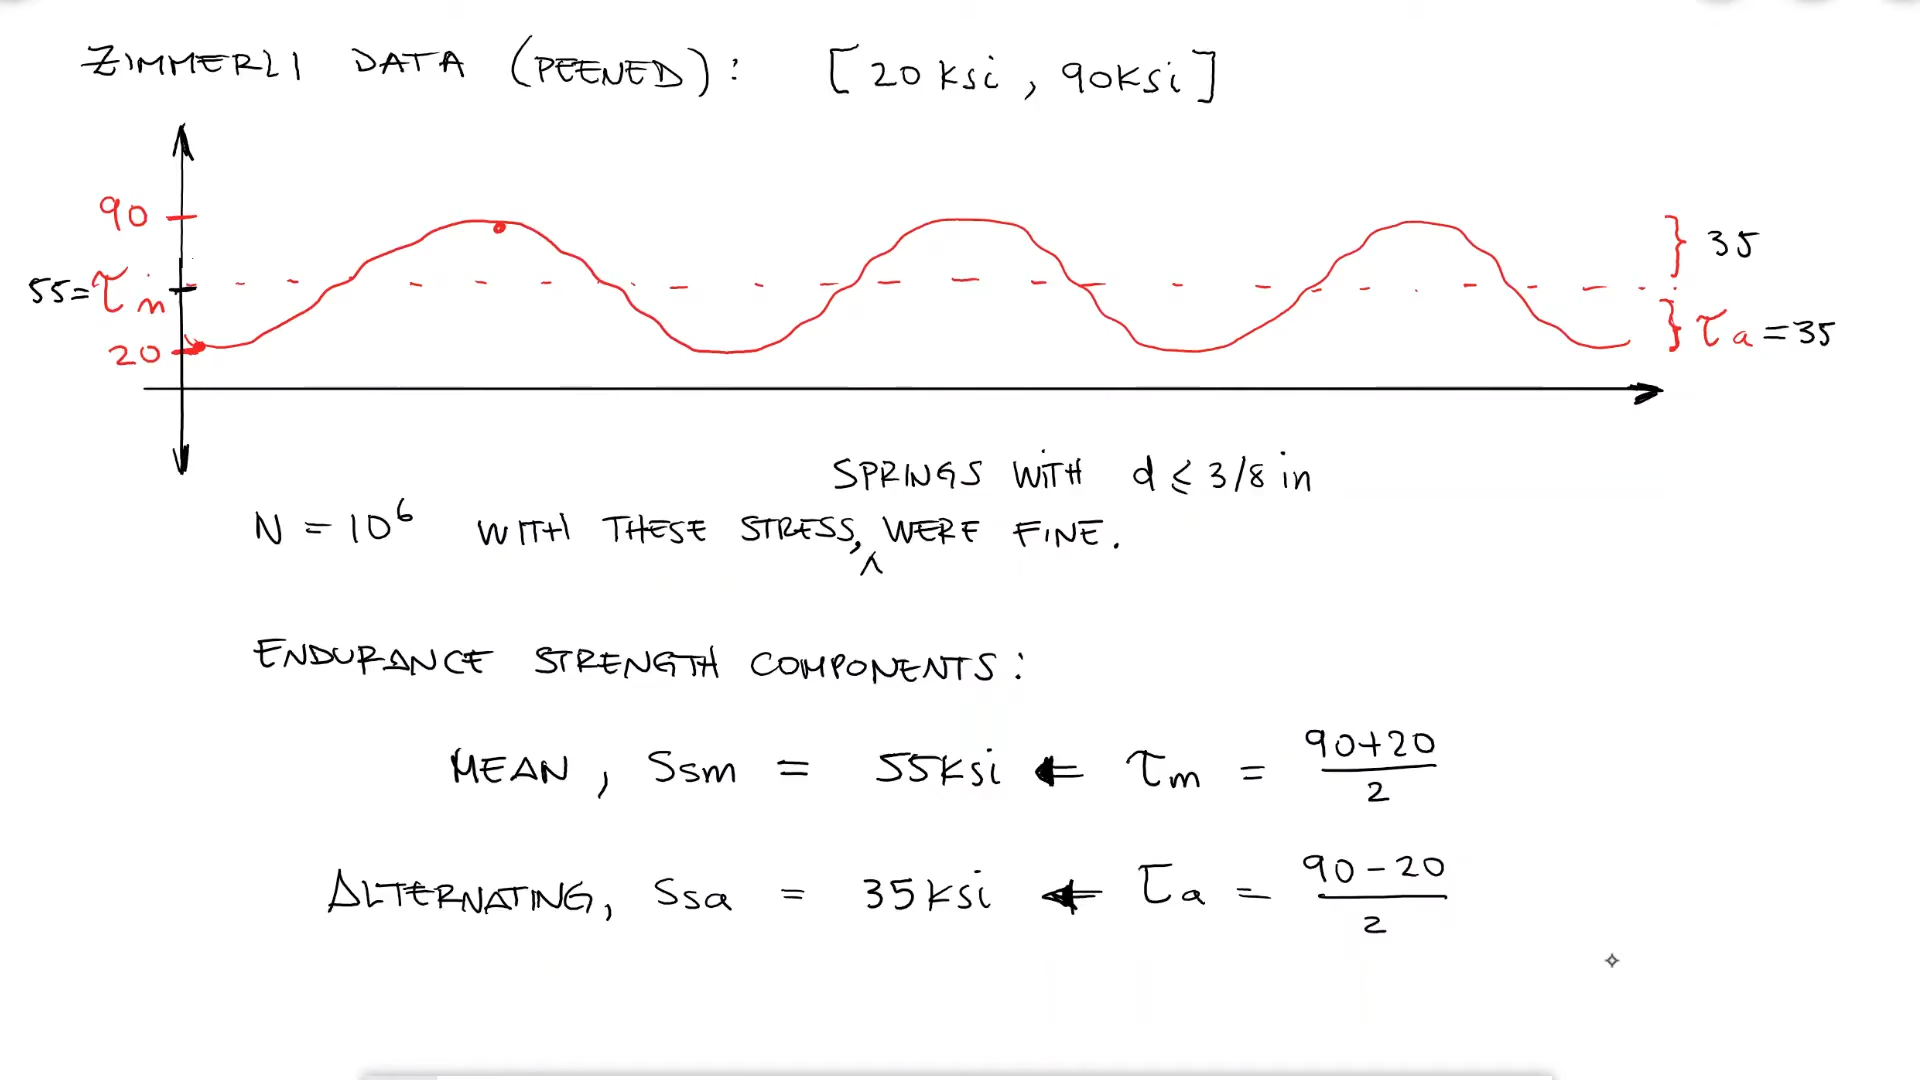 ZIMMERLI DATA (PEENED): [20 ksi, 90ksi]
90
35
55=τm
20
τa=35
SPRINGS WITH d ≤ 3/8 in
N = 10⁶ WITH THESE STRESS, ^ WERE FINE.
ENDURANCE STRENGTH COMPONENTS:
MEAN, Ssm = 55ksi ← τm = (90+20)/2
ALTERNATING, Ssa = 35ksi ← τa = (90-20)/2